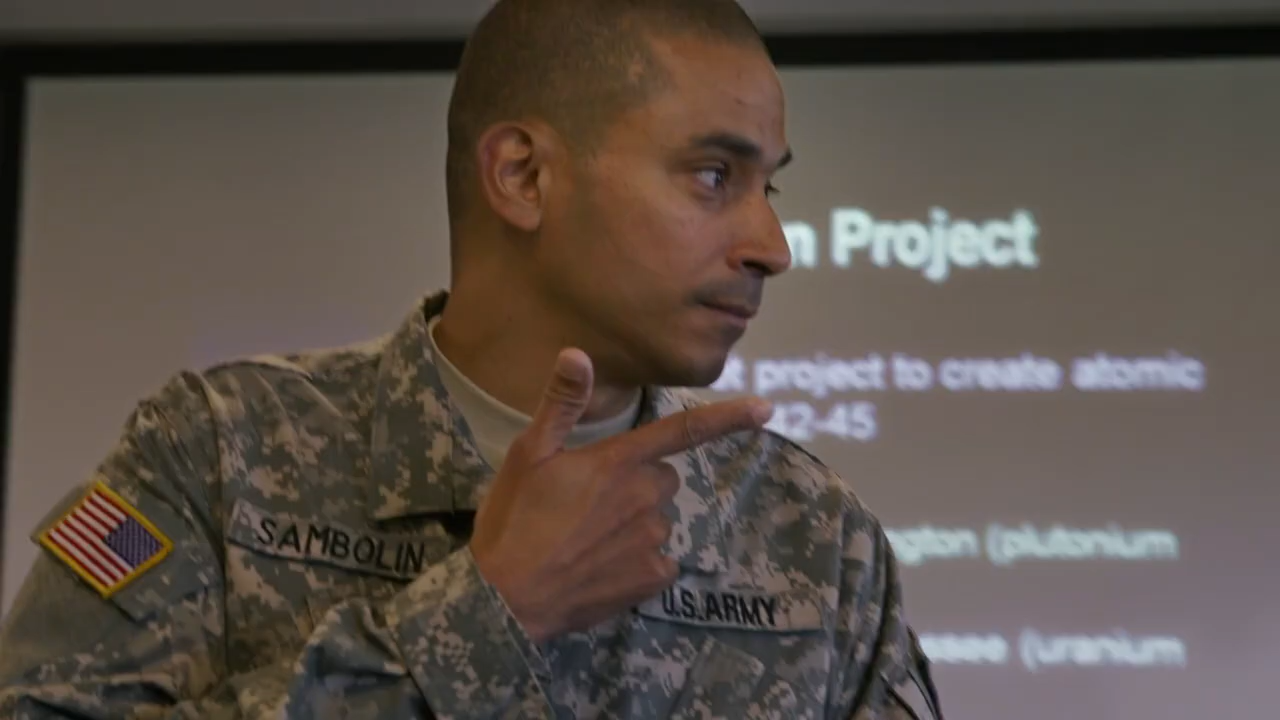 n Project
project to create atomic
42-45
SAMBOLIN
gton (plutonium
U.S.ARMY
ssee (uranium